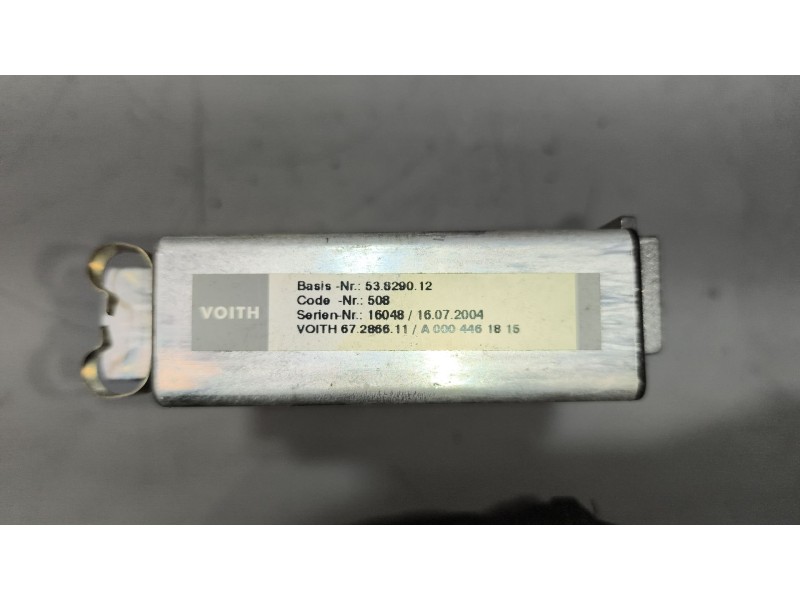 VOITH
Basis -Nr.: 53.8290.12
Code -Nr.: 508
Serien-Nr.: 16048 / 16.07.2004
VOITH 67.2866.11 / A 000 446 18 15